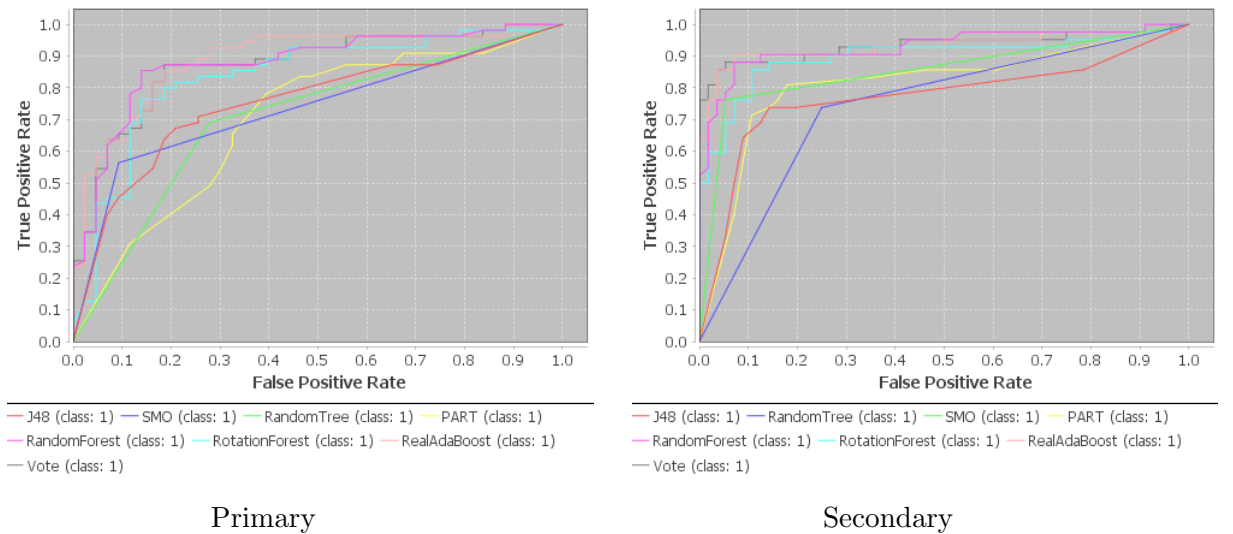 True Positive Rate
1.0
0.9
0.8
0.7
0.6
0.5
0.4
0.3
0.2
0.1
0.0
0.0 0.1 0.2 0.3 0.4 0.5 0.6 0.7 0.8 0.9 1.0
False Positive Rate
J48 (class: 1) SMO (class: 1) RandomTree (class: 1) PART (class: 1)
RandomForest (class: 1) RotationForest (class: 1) RealAdaBoost (class: 1)
Vote (class: 1)
Primary
True Positive Rate
1.0
0.9
0.8
0.7
0.6
0.5
0.4
0.3
0.2
0.1
0.0
0.0 0.1 0.2 0.3 0.4 0.5 0.6 0.7 0.8 0.9 1.0
False Positive Rate
J48 (class: 1) RandomTree (class: 1) SMO (class: 1) PART (class: 1)
RandomForest (class: 1) RotationForest (class: 1) RealAdaBoost (class: 1)
Vote (class: 1)
Secondary